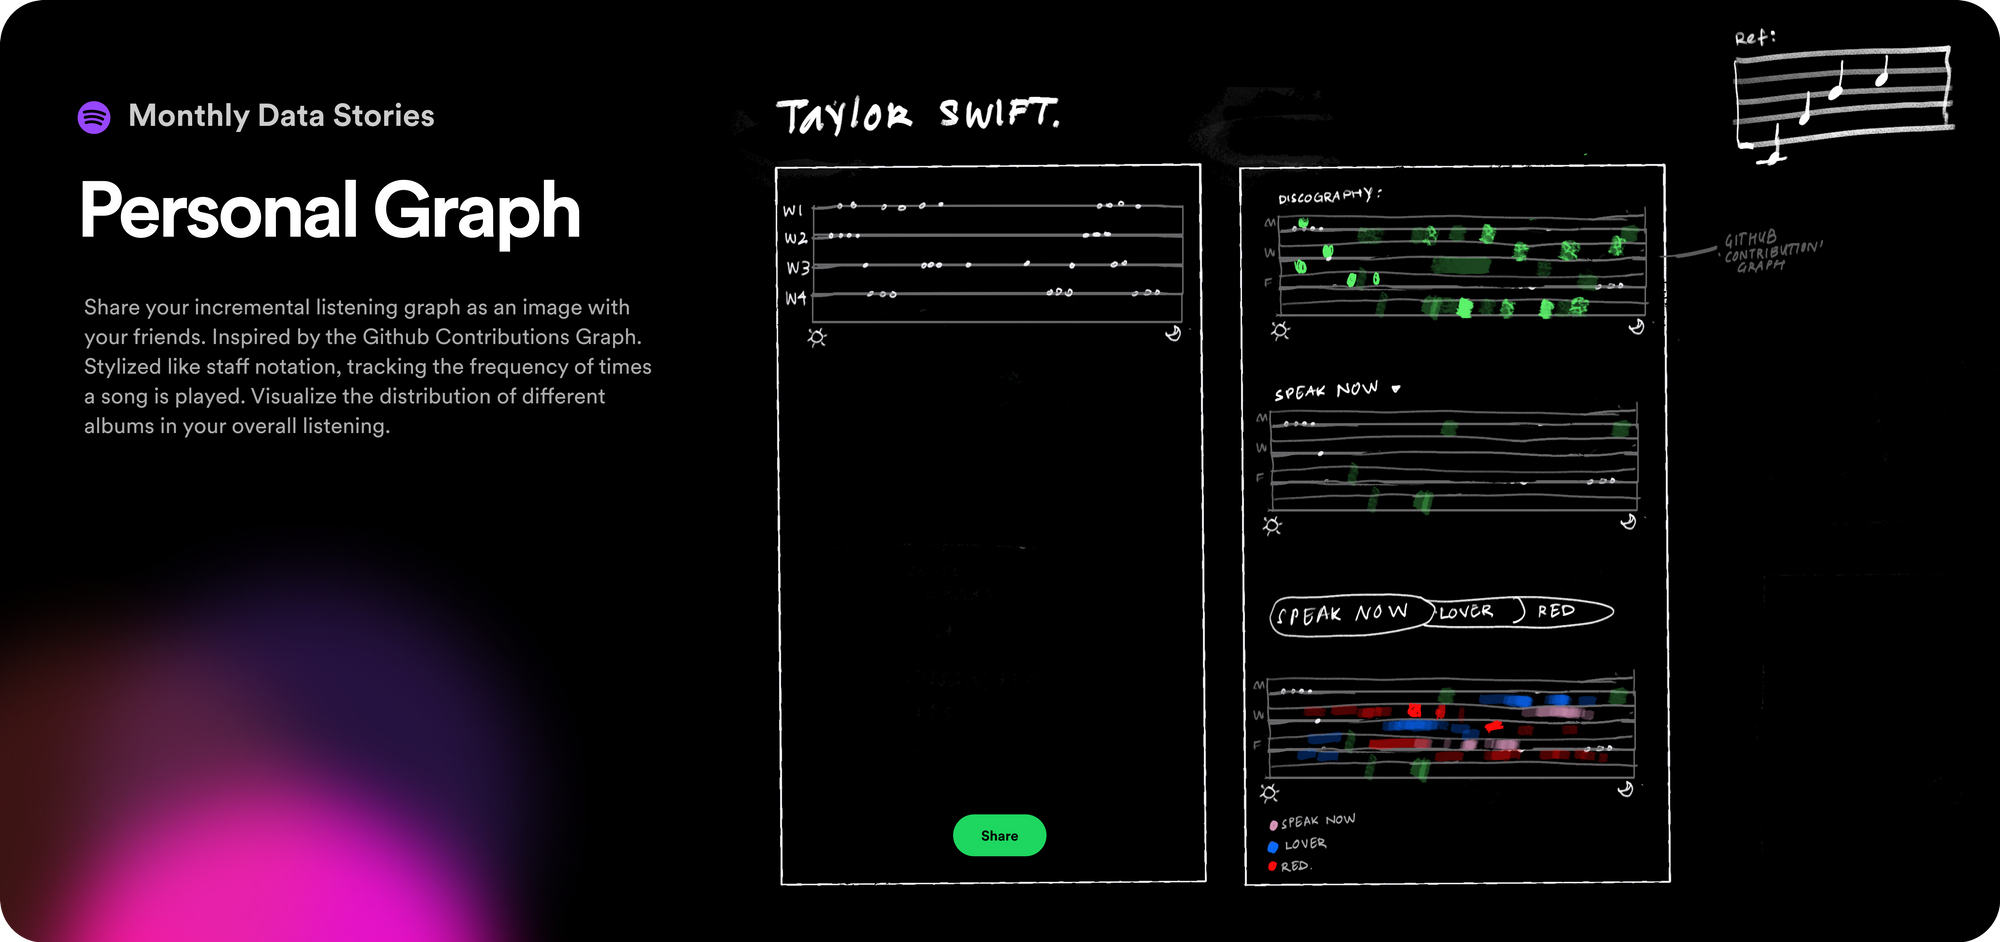 Monthly Data Stories
Personal Graph
Share your incremental listening graph as an image with
your friends. Inspired by the Github Contributions Graph.
Stylized like staff notation, tracking the frequency of times
a song is played. Visualize the distribution of different
albums in your overall listening.
TAYLOR SWIFT.
W1
W2
W3
W4
Share
DISCOGRAPHY:
M
W
F
SPEAK NOW
M
W
F
SPEAK NOW LOVER RED
M
W
F
SPEAK NOW
LOVER
RED.
Ref:
GITHUB
'CONTRIBUTION'
GRAPH